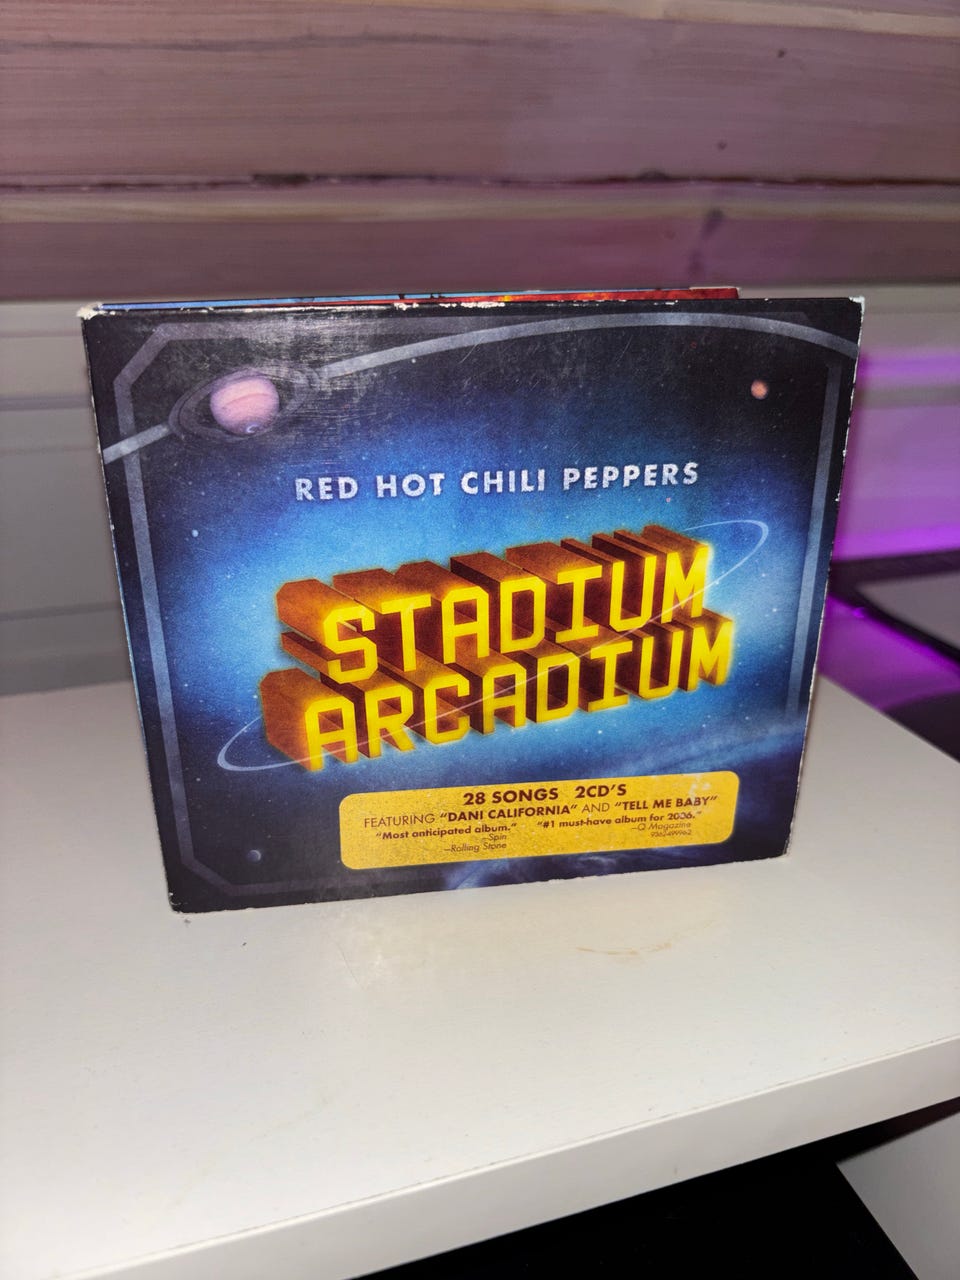 RED HOT CHILI PEPPERS
STADIUM
ARCADIUM
28 SONGS 2CD'S
FEATURING "DANI CALIFORNIA" AND "TELL ME BABY"
"Most anticipated album." "#1 must-have album for 2006."
—Spin —Q Magazine
—Rolling Stone 9362499962